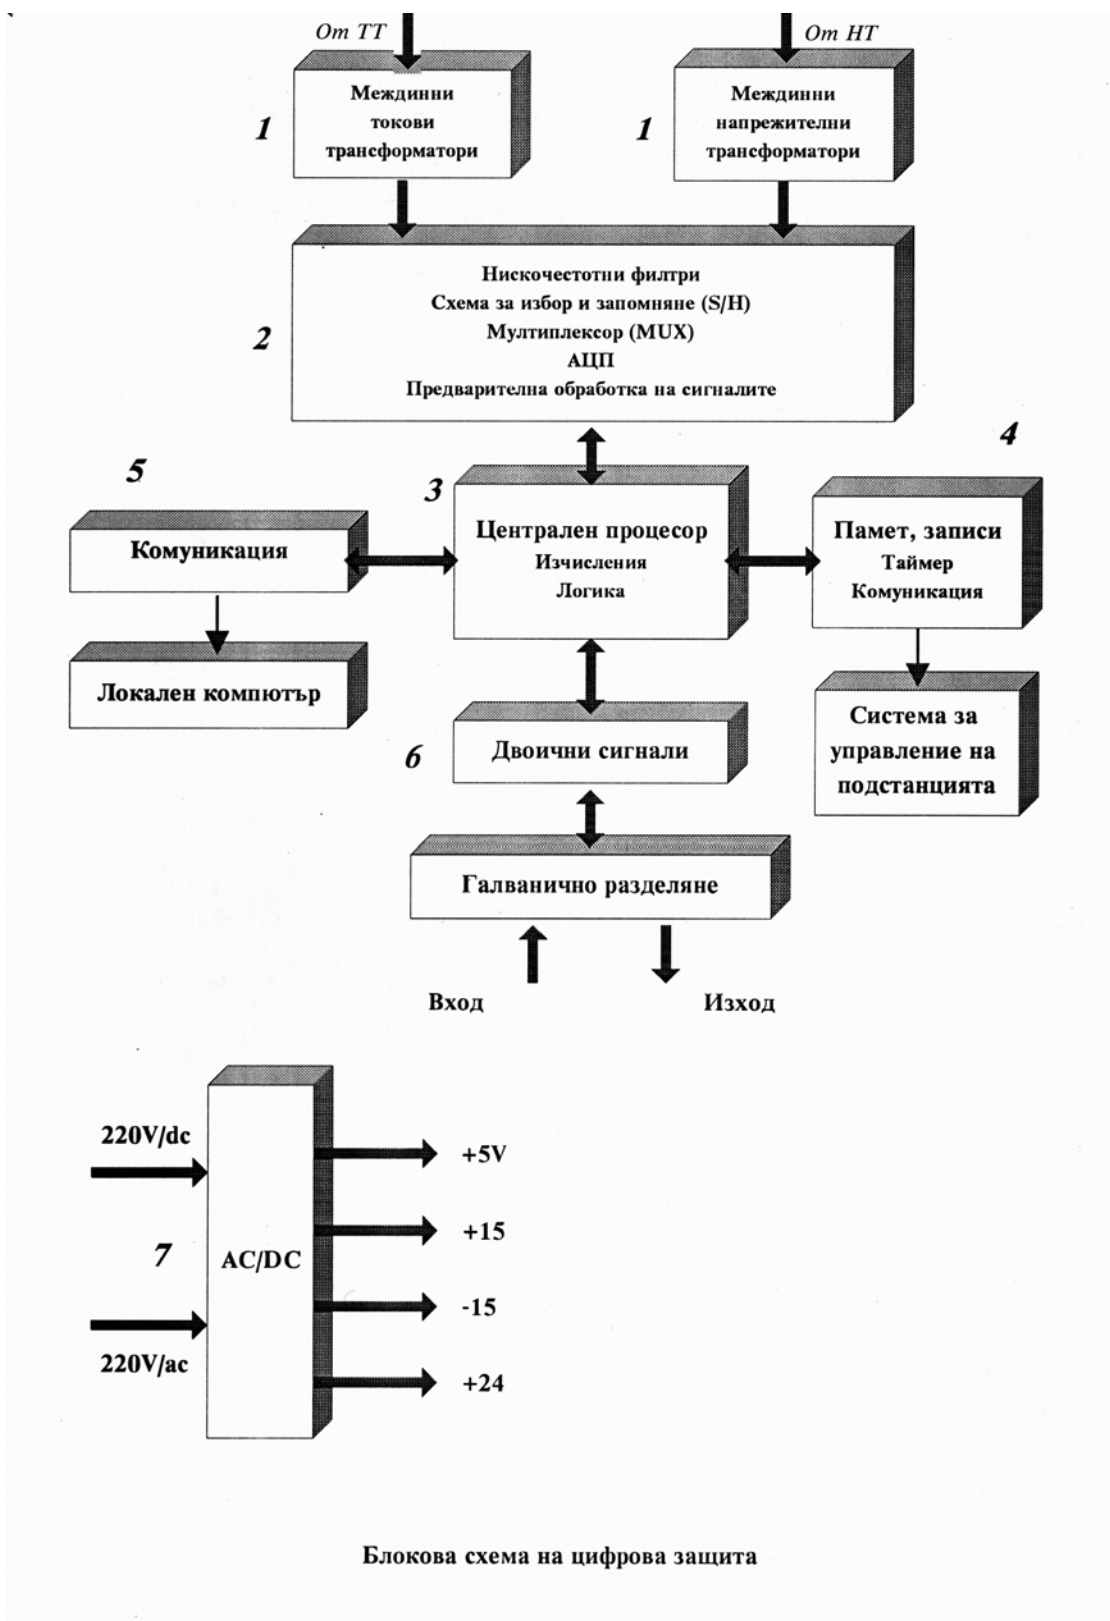 От ТТ
От НТ
1
Междинни
токови
трансформатори
1
Междинни
напрежителни
трансформатори
2
Нискочестотни филтри
Схема за избор и запомняне (S/H)
Мултиплексор (MUX)
АЦП
Предварителна обработка на сигналите
5
Комуникация
3
Централен процесор
Изчисления
Логика
4
Памет, записи
Таймер
Комуникация
Локален компютър
Система за
управление на
подстанцията
6
Двоични сигнали
Галванично разделяне
Вход
Изход
220V/dc
7
AC/DC
220V/ac
+5V
+15
-15
+24
Блокова схема на цифрова защита